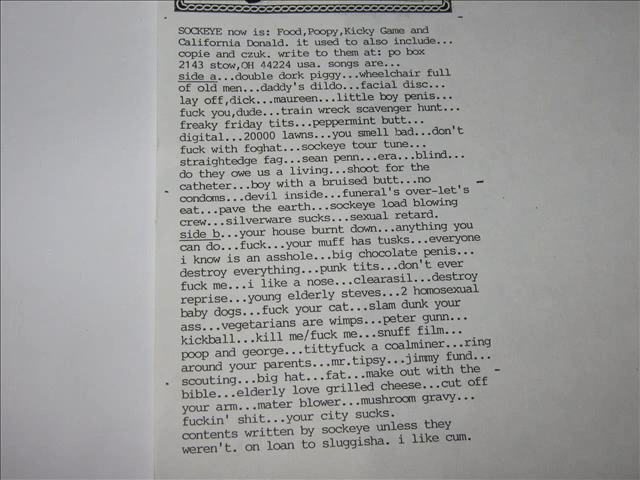 SOCKEYE now is: Food,Poopy,Kicky Game and
California Donald. it used to also include...
copie and czuk. write to them at: po box
2143 stow,OH 44224 usa. songs are...
side a...double dork piggy...wheelchair full
of old men...daddy's dildo...facial disc...
lay off,dick...maureen...little boy penis...
fuck you,dude...train wreck scavenger hunt...
freaky friday tits...peppermint butt...
digital...20000 lawns...you smell bad...don't
fuck with foghat...sockeye tour tune...
straightedge fag...sean penn...era...blind...
do they owe us a living...shoot for the
catheter...boy with a bruised butt...no
condoms...devil inside...funeral's over-let's
eat...pave the earth...sockeye load blowing
crew...silverware sucks...sexual retard.
side b...your house burnt down...anything you
can do...fuck...your muff has tusks...everyone
i know is an asshole...big chocolate penis...
destroy everything...punk tits...don't ever
fuck me...i like a nose...clearasil...destroy
reprise...young elderly steves...2 homosexual
baby dogs...fuck your cat...slam dunk your
ass...vegetarians are wimps...peter gunn...
kickball...kill me/fuck me...snuff film...
poop and george...tittyfuck a coalminer...ring
around your parents...mr.tipsy...jimmy fund...
scouting...big hat...fat...make out with the
bible...elderly love grilled cheese...cut off
your arm...mater blower...mushroom gravy...
fuckin' shit...your city sucks.
contents written by sockeye unless they
weren't. on loan to sluggisha. i like cum.